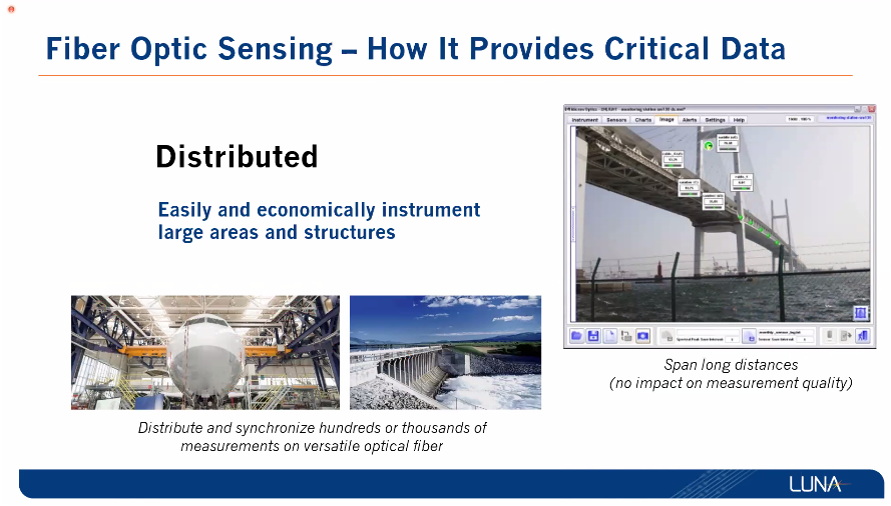 Fiber Optic Sensing – How It Provides Critical Data
Distributed
Easily and economically instrument
large areas and structures
Instrument Sensors Charts Image Alerts Settings Help
Span long distances
(no impact on measurement quality)
Distribute and synchronize hundreds or thousands of
measurements on versatile optical fiber
LUNA